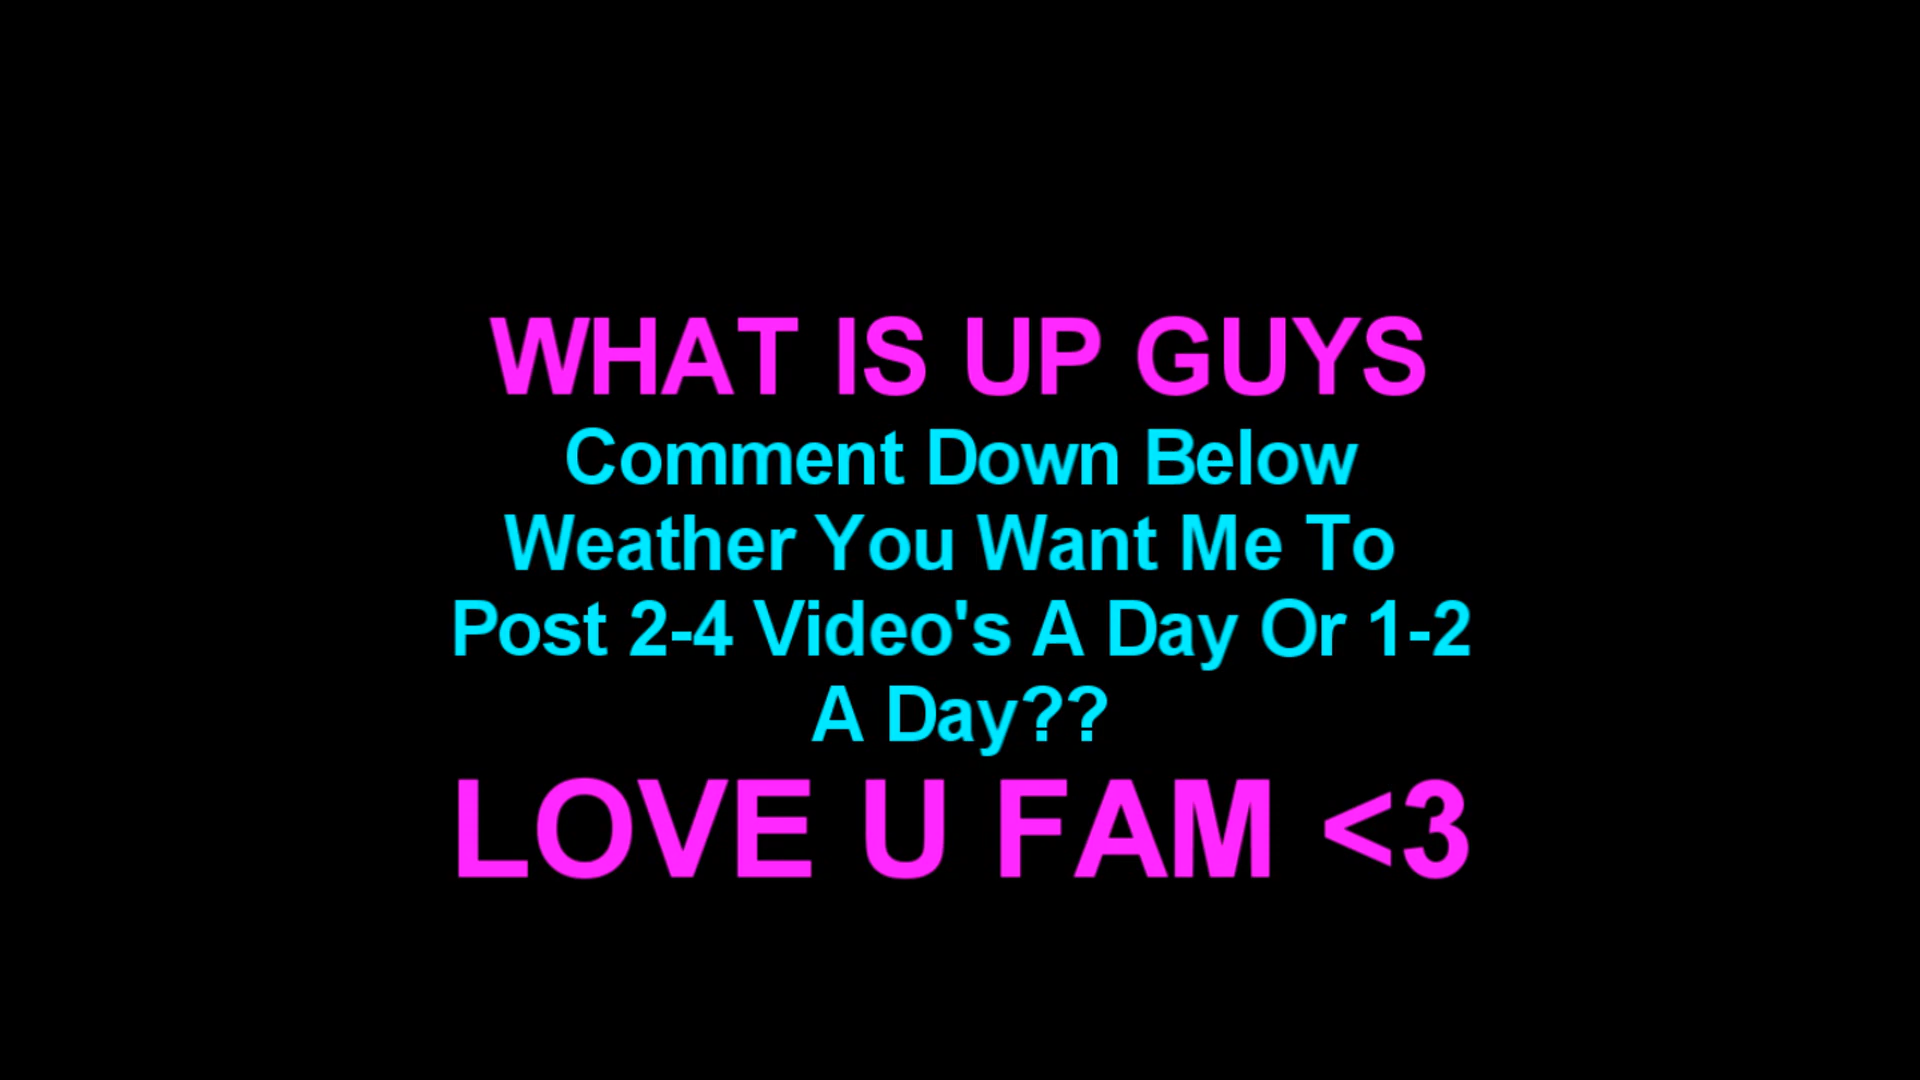 WHAT IS UP GUYS
Comment Down Below
Weather You Want Me To
Post 2-4 Video's A Day Or 1-2
A Day??
LOVE U FAM <3